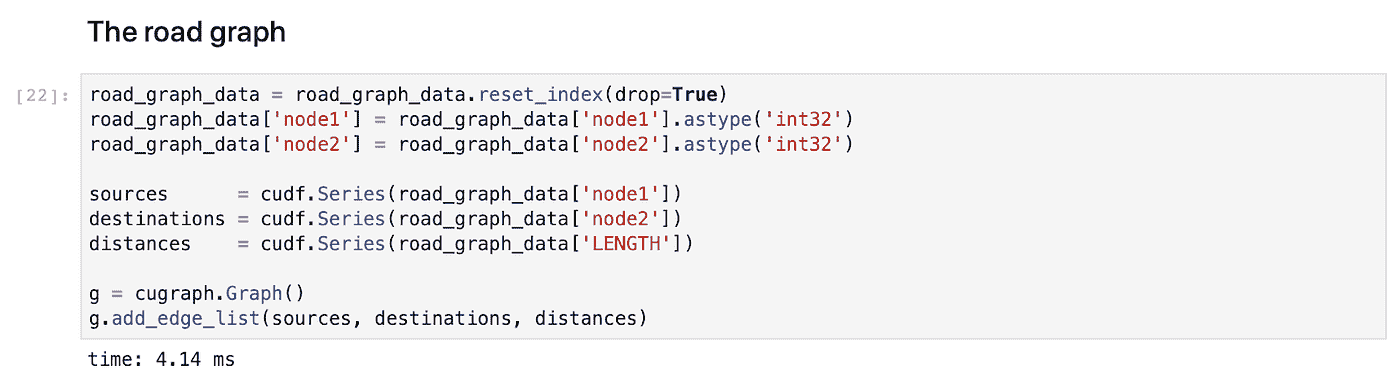 The road graph
[22]:
road_graph_data = road_graph_data.reset_index(drop=True)
road_graph_data['node1'] = road_graph_data['node1'].astype('int32')
road_graph_data['node2'] = road_graph_data['node2'].astype('int32')
sources      = cudf.Series(road_graph_data['node1'])
destinations = cudf.Series(road_graph_data['node2'])
distances    = cudf.Series(road_graph_data['LENGTH'])
g = cugraph.Graph()
g.add_edge_list(sources, destinations, distances)
time: 4.14 ms